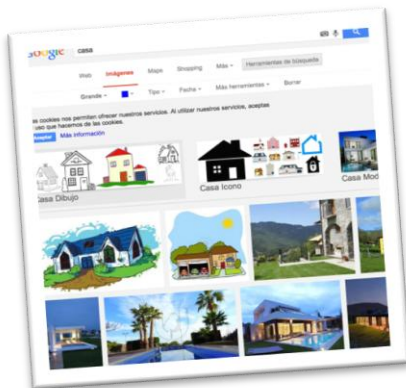 casa
Web Imágenes Maps Shopping Más Herramientas de búsqueda
Grande Tipo Fecha Más herramientas Borrar
as cookies nos permiten ofrecer nuestros servicios. Al utilizar nuestros servicios, aceptas
uso que hacemos de las cookies.
Aceptar Más información
Casa Dibujo
Casa Icono
Casa Mod